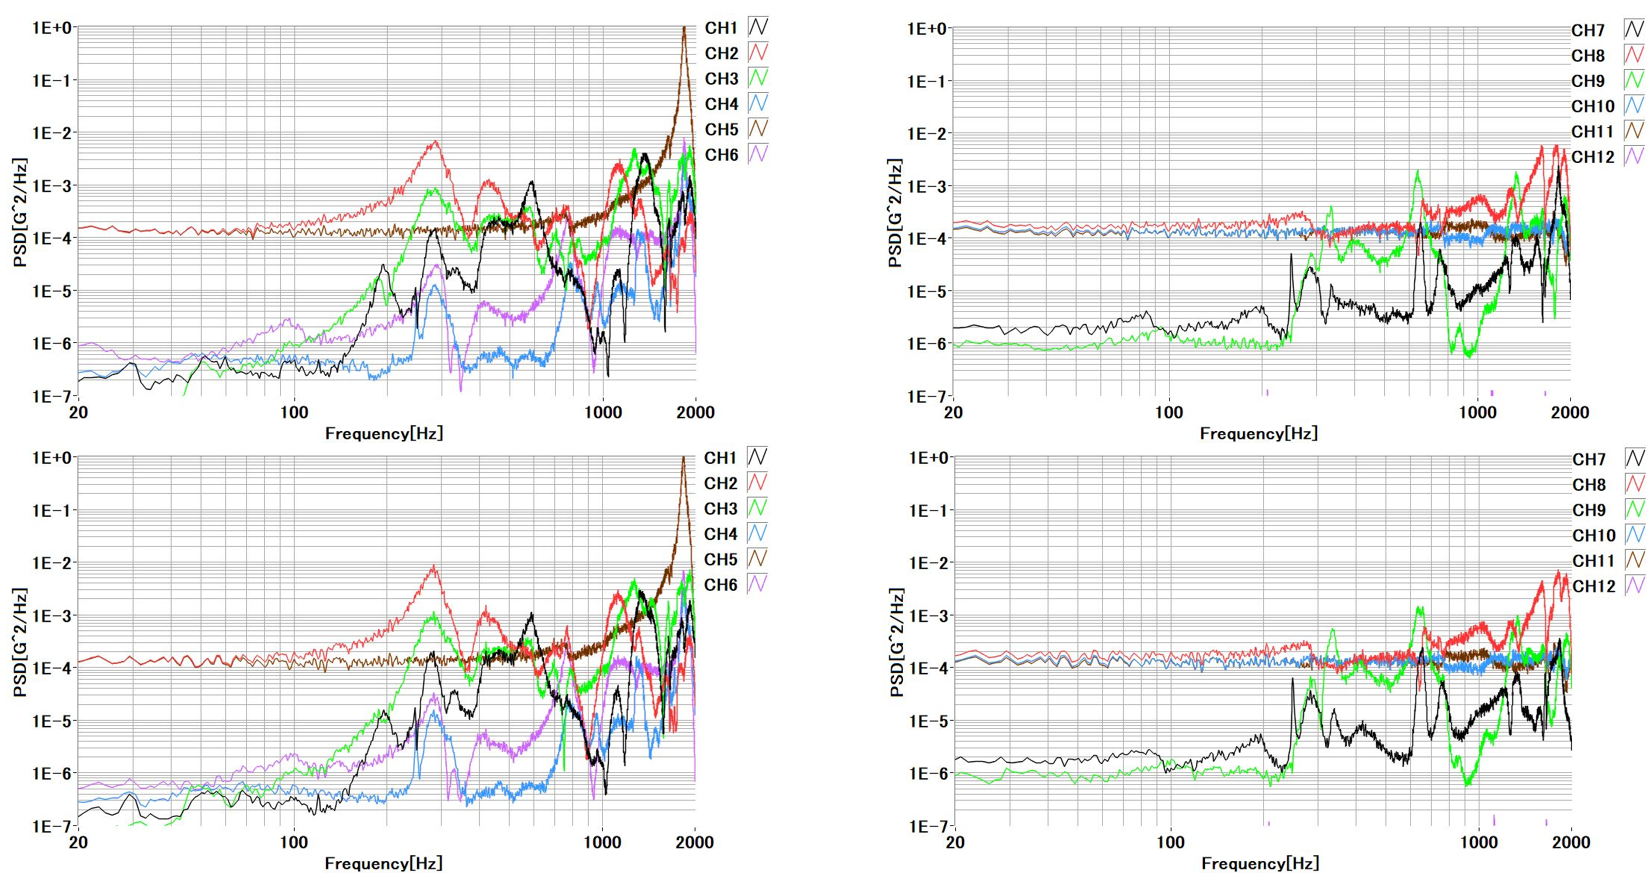 1E+0
1E-1
1E-2
1E-3
1E-4
1E-5
1E-6
1E-7
PSD[G^2/Hz]
20 100 1000 2000
Frequency[Hz]
CH1
CH2
CH3
CH4
CH5
CH6
1E+0
1E-1
1E-2
1E-3
1E-4
1E-5
1E-6
1E-7
PSD[G^2/Hz]
20 100 1000 2000
Frequency[Hz]
CH7
CH8
CH9
CH10
CH11
CH12
1E+0
1E-1
1E-2
1E-3
1E-4
1E-5
1E-6
1E-7
PSD[G^2/Hz]
20 100 1000 2000
Frequency[Hz]
CH1
CH2
CH3
CH4
CH5
CH6
1E+0
1E-1
1E-2
1E-3
1E-4
1E-5
1E-6
1E-7
PSD[G^2/Hz]
20 100 1000 2000
Frequency[Hz]
CH7
CH8
CH9
CH10
CH11
CH12